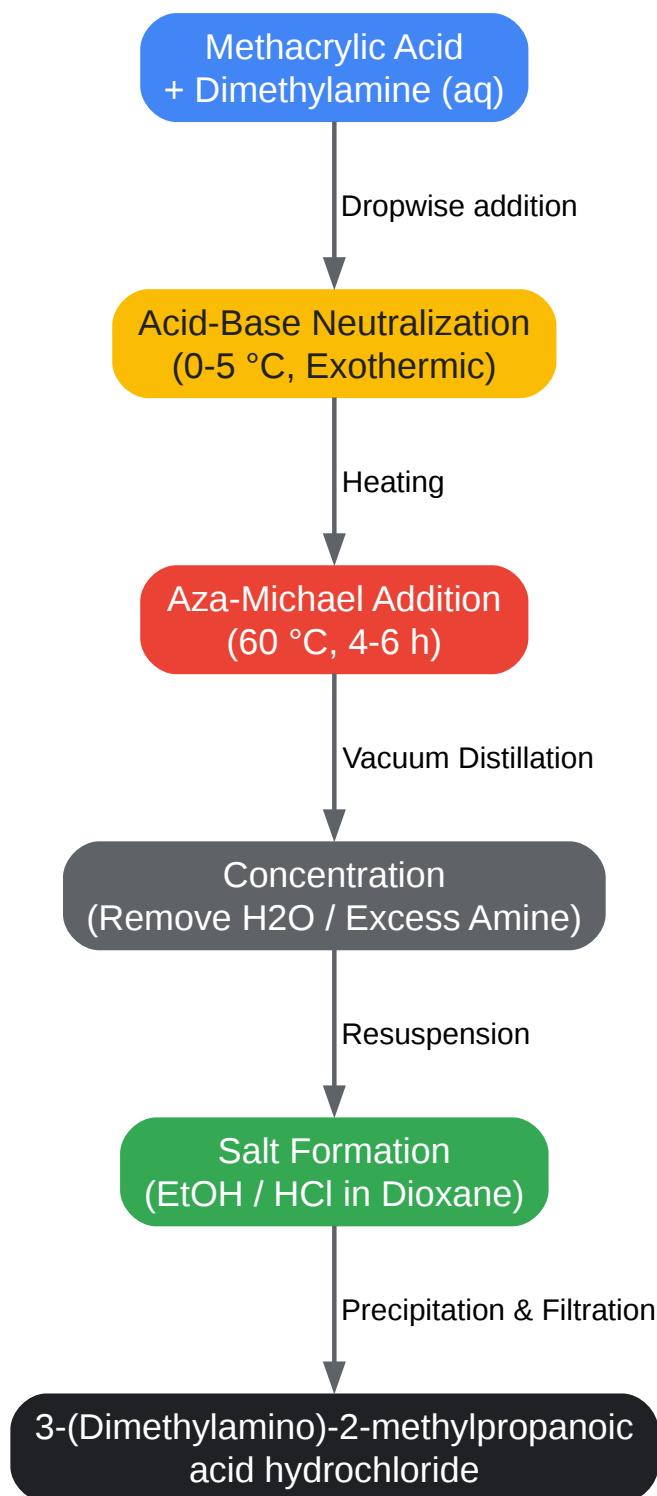 Methacrylic Acid
+ Dimethylamine (aq)
Dropwise addition
Acid-Base Neutralization
(0-5 °C, Exothermic)
Heating
Aza-Michael Addition
(60 °C, 4-6 h)
Vacuum Distillation
Concentration
(Remove H2O / Excess Amine)
Resuspension
Salt Formation
(EtOH / HCl in Dioxane)
Precipitation & Filtration
3-(Dimethylamino)-2-methylpropanoic
acid hydrochloride